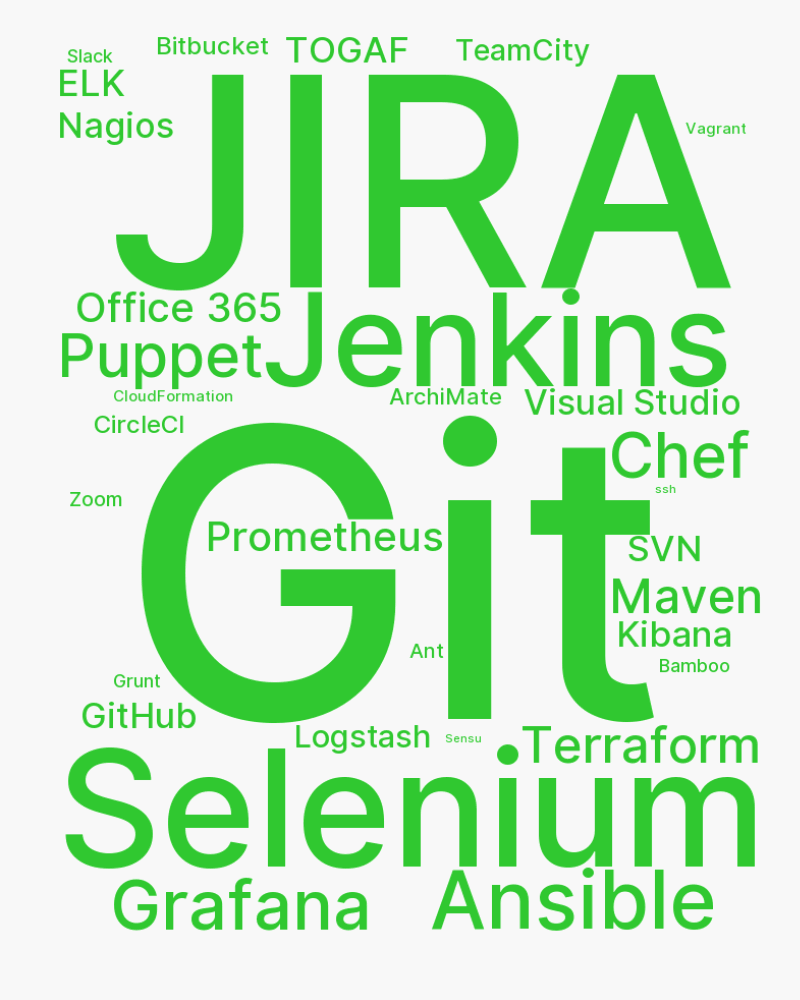 Slack
Bitbucket
TOGAF
TeamCity
ELK
Nagios
Vagrant
JIRA
Office 365
Jenkins
Puppet
CloudFormation
ArchiMate
Visual Studio
CircleCI
Chef
Zoom
ssh
Git
Prometheus
SVN
Maven
Kibana
Ant
Bamboo
Grunt
GitHub
Logstash
Sensu
Terraform
Selenium
Grafana
Ansible